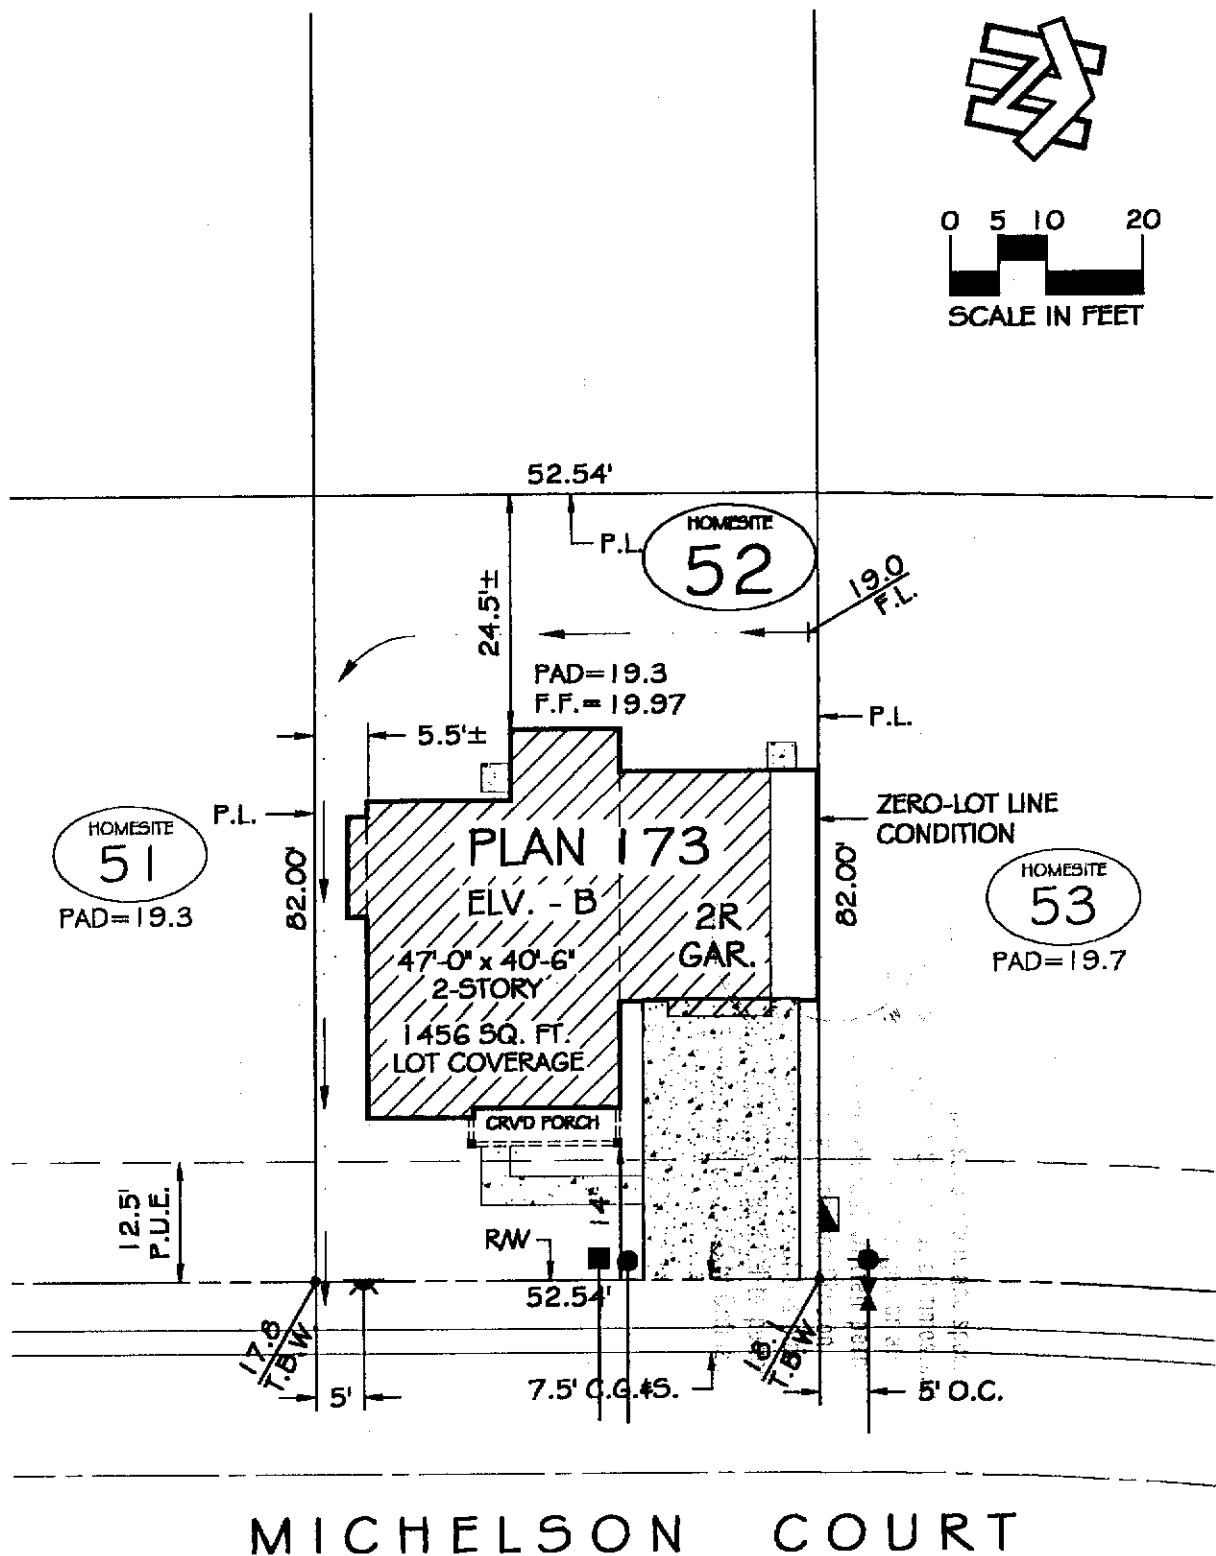 0 5 10 20
SCALE IN FEET
52.54'
HOMESITE
52
P.L.
19.0
F.L.
24.5'±
PAD=19.3
F.F.=19.97
5.5'±
P.L.
P.L.
ZERO-LOT LINE
CONDITION
HOMESITE
51
PAD=19.3
82.00'
PLAN 173
ELV. - B
47'-0" x 40'-6"
2-STORY
1456 SQ. FT.
LOT COVERAGE
2R
GAR.
82.00'
HOMESITE
53
PAD=19.7
CRV'D PORCH
12.5'
P.U.E.
R/W
14'
52.54'
17.8
T.B.W
18.1
T.B.W
5'
7.5' C.G.&S.
5' O.C.
MICHELSON COURT